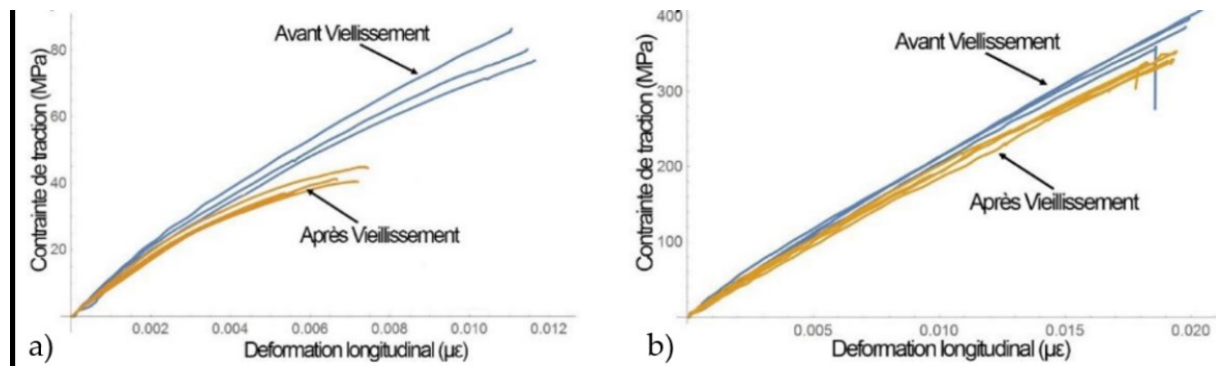 Contrainte de traction (MPa)
80
60
40
20
Avant Viellissement
Après Vieillissement
0.002 0.004 0.006 0.008 0.010 0.012
a) Deformation longitudinal (με)
Contrainte de traction (MPa)
400
300
200
100
0
Avant Viellissement
Après Vieillissement
0.005 0.010 0.015 0.020
b) Deformation longitudinal (με)